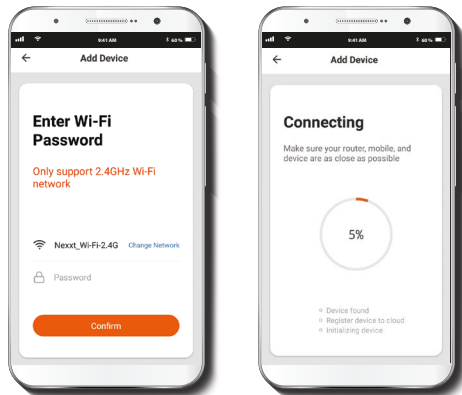 9:41 AM
60%
Add Device
Enter Wi-Fi
Password
Only support 2.4GHz Wi-Fi
network
Nexxt_Wi-Fi-2.4G Change Network
Password
Confirm
9:41 AM
60%
Add Device
Connecting
Make sure your router, mobile, and
device are as close as possible
5%
Device found
Register device to cloud
Initializing device